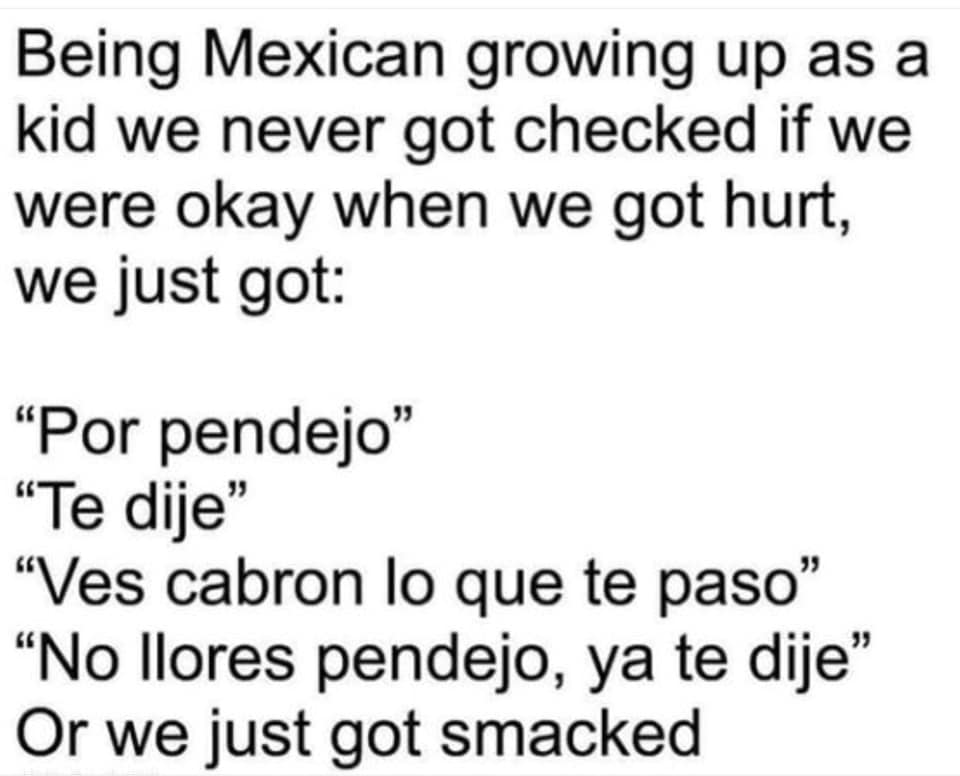 Being Mexican growing up as a
kid we never got checked if we
were okay when we got hurt,
we just got:
“Por pendejo”
“Te dije”
“Ves cabron lo que te paso”
“No llores pendejo, ya te dije”
Or we just got smacked